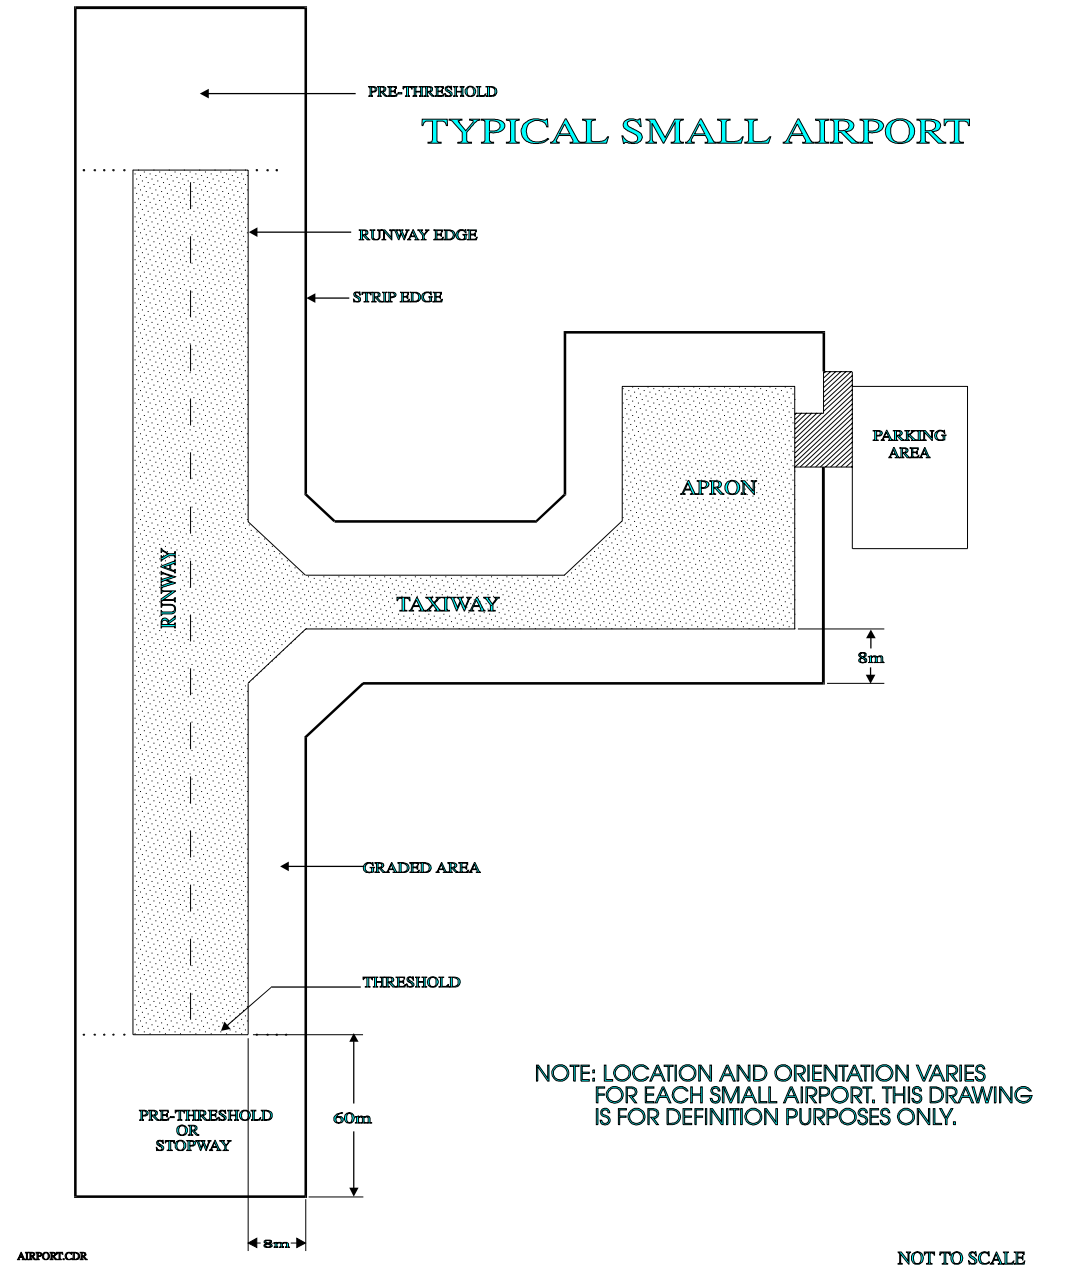 PRE-THRESHOLD
TYPICAL SMALL AIRPORT
RUNWAY EDGE
STRIP EDGE
PARKING
AREA
APRON
RUNWAY
TAXIWAY
8m
GRADED AREA
THRESHOLD
NOTE: LOCATION AND ORIENTATION VARIES
FOR EACH SMALL AIRPORT. THIS DRAWING
IS FOR DEFINITION PURPOSES ONLY.
PRE-THRESHOLD
OR
STOPWAY
60m
8m
AIRPORT.CDR
NOT TO SCALE